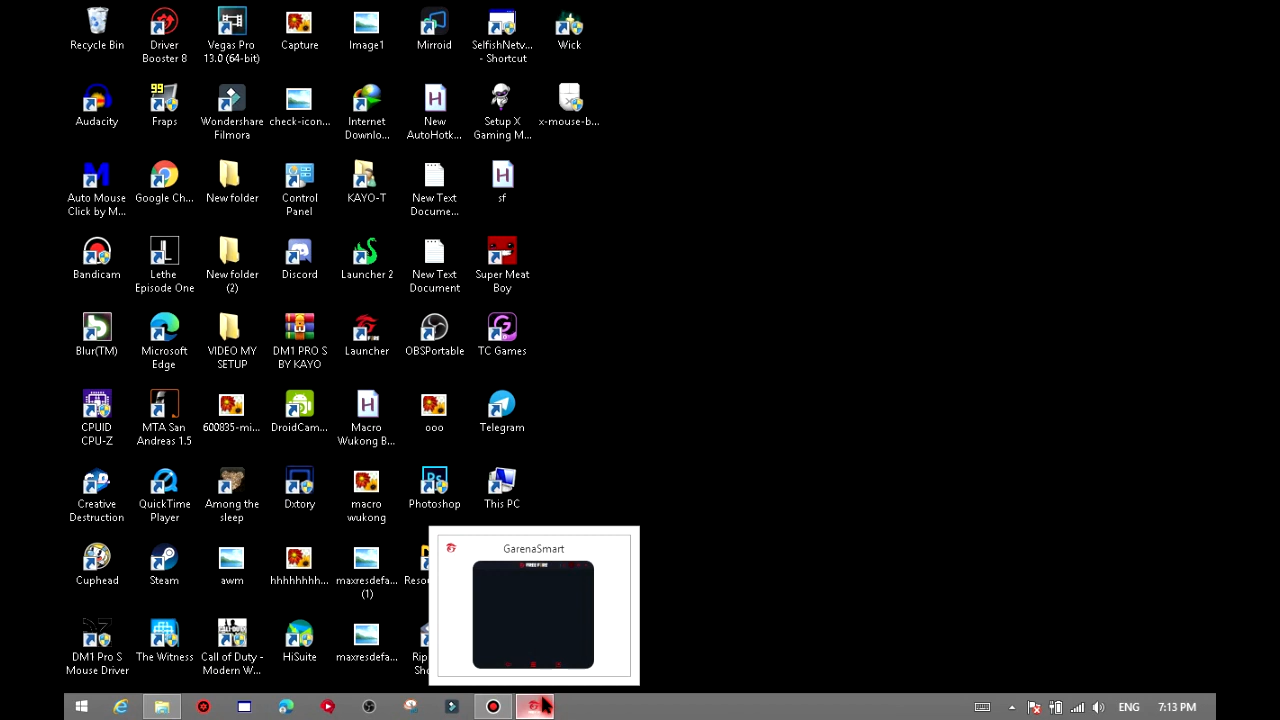 Recycle Bin
Driver
Booster 8
Vegas Pro
13.0 (64-bit)
Capture
Image1
Mirroid
SelfishNetv...
- Shortcut
Wick
Audacity
99
Fraps
Wondershare
Filmora
check-icon...
Internet
Downlo...
New
AutoHotk...
Setup X
Gaming M...
x-mouse-b...
Auto Mouse
Click by M...
Google Ch...
New folder
Control
Panel
KAYO-T
New Text
Docume...
sf
Bandicam
Lethe
Episode One
New folder
(2)
Discord
Launcher 2
New Text
Document
Super Meat
Boy
Blur(TM)
Microsoft
Edge
VIDEO MY
SETUP
DM1 PRO S
BY KAYO
Launcher
OBSPortable
TC Games
CPUID
CPU-Z
MTA San
Andreas 1.5
600835-mi...
DroidCam...
Macro
Wukong B...
ooo
Telegram
Creative
Destruction
QuickTime
Player
Among the
sleep
Dxtory
macro
wukong
Ps
Photoshop
This PC
Cuphead
Steam
awm
hhhhhhhh...
maxresdefa...
(1)
GarenaSmart
DM1 Pro S
Mouse Driver
The Witness
Call of Duty -
Modern W...
HiSuite
maxresdefa...
ENG
7:13 PM